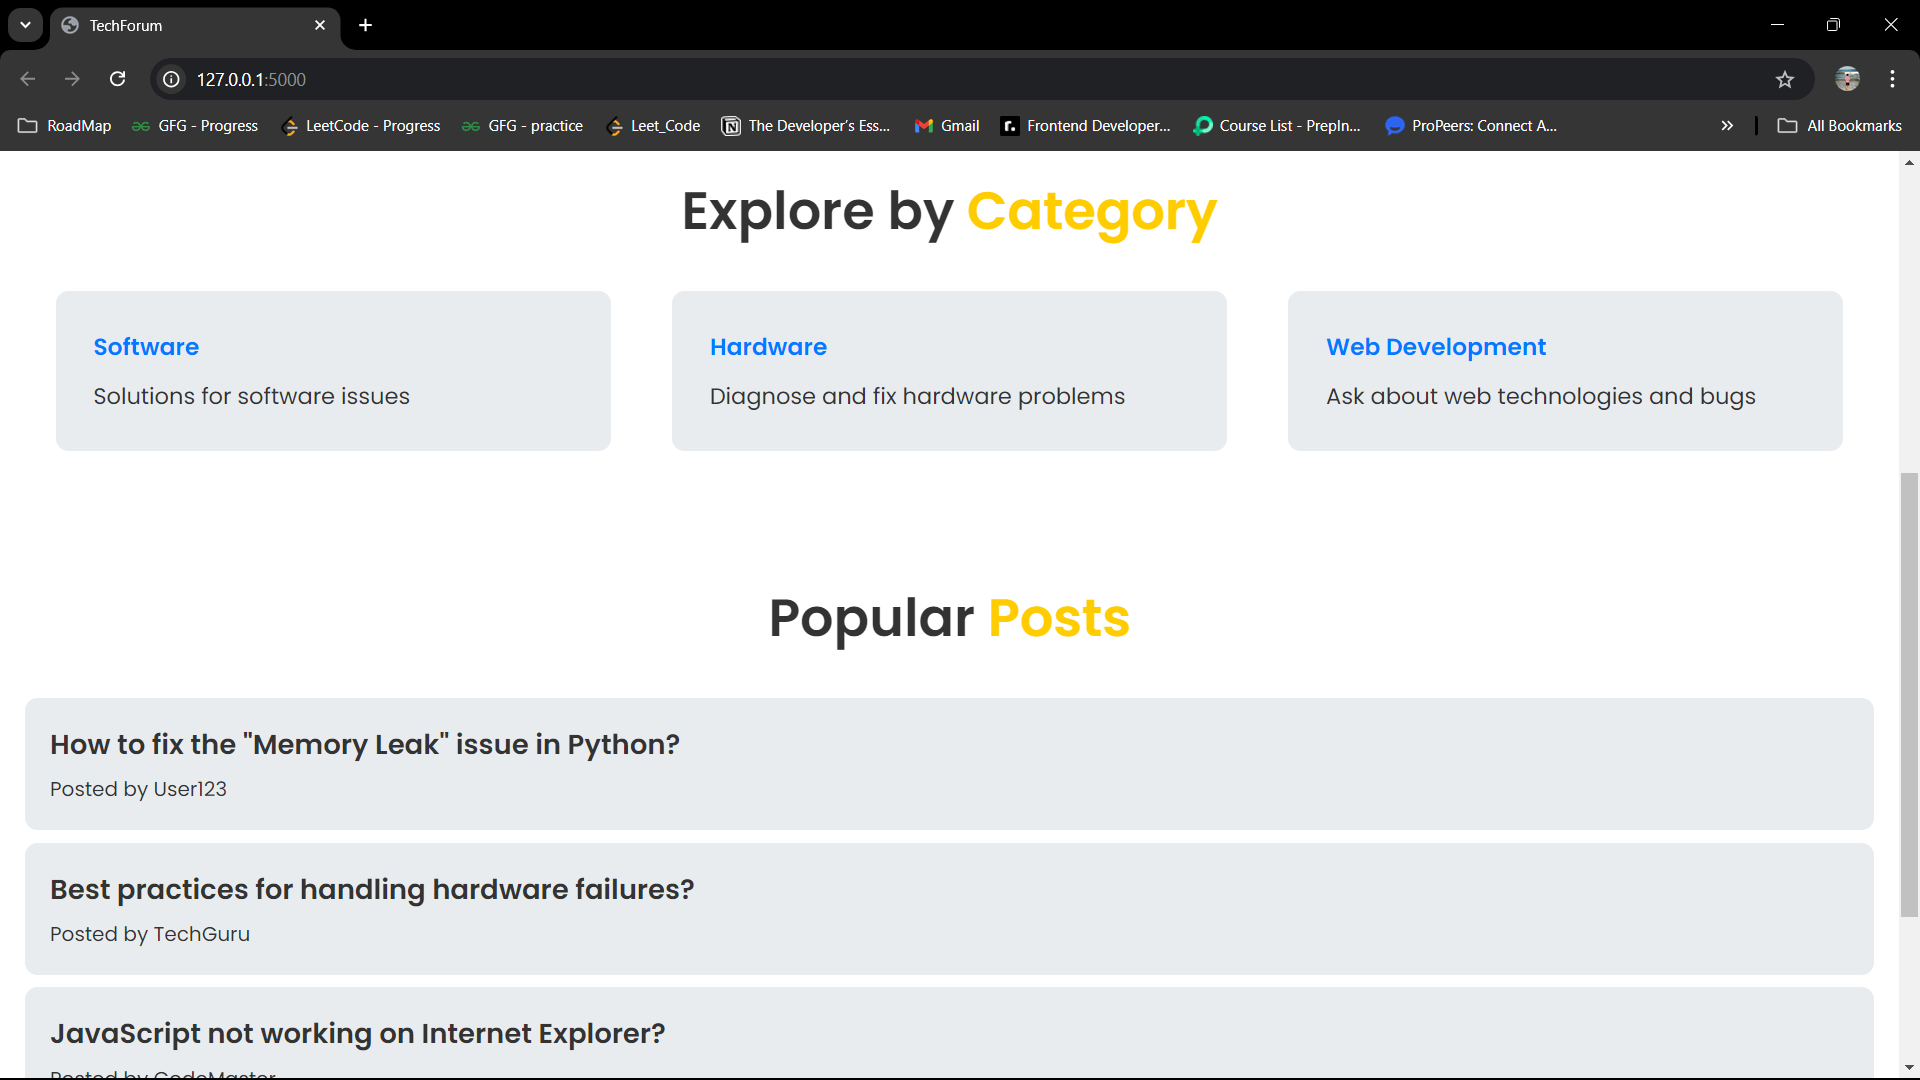 TechForum
127.0.0.1:5000
RoadMap GFG - Progress LeetCode - Progress GFG - practice Leet_Code The Developer's Ess... Gmail Frontend Developer... Course List - PrepIn... ProPeers: Connect A... All Bookmarks
Explore by Category
Software Hardware Web Development
Solutions for software issues Diagnose and fix hardware problems Ask about web technologies and bugs
Popular Posts
How to fix the "Memory Leak" issue in Python?
Posted by User123
Best practices for handling hardware failures?
Posted by TechGuru
JavaScript not working on Internet Explorer?
Posted by CodeMaster